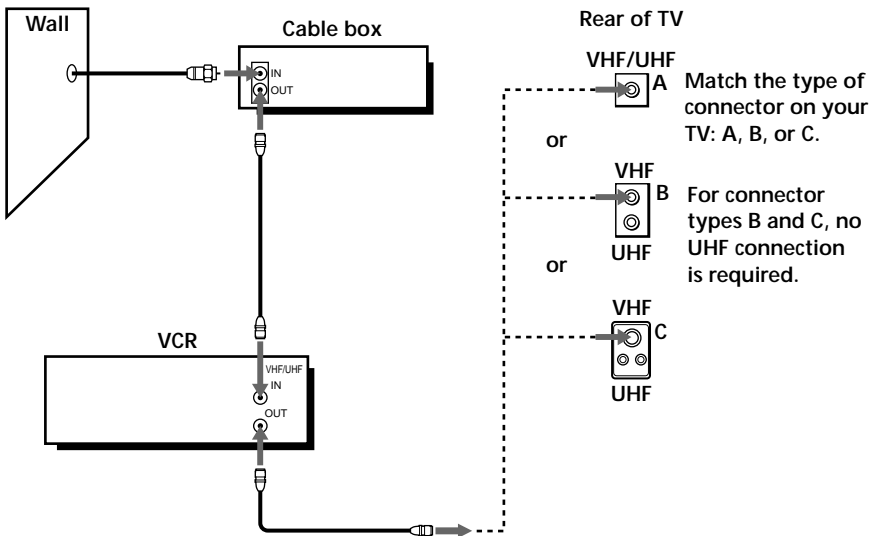 Wall
Cable box
IN
OUT
VCR
VHF/UHF
IN
OUT
Rear of TV
VHF/UHF
A
Match the type of
connector on your
TV: A, B, or C.
or
VHF
B
UHF
For connector
types B and C, no
UHF connection
is required.
or
VHF
C
UHF